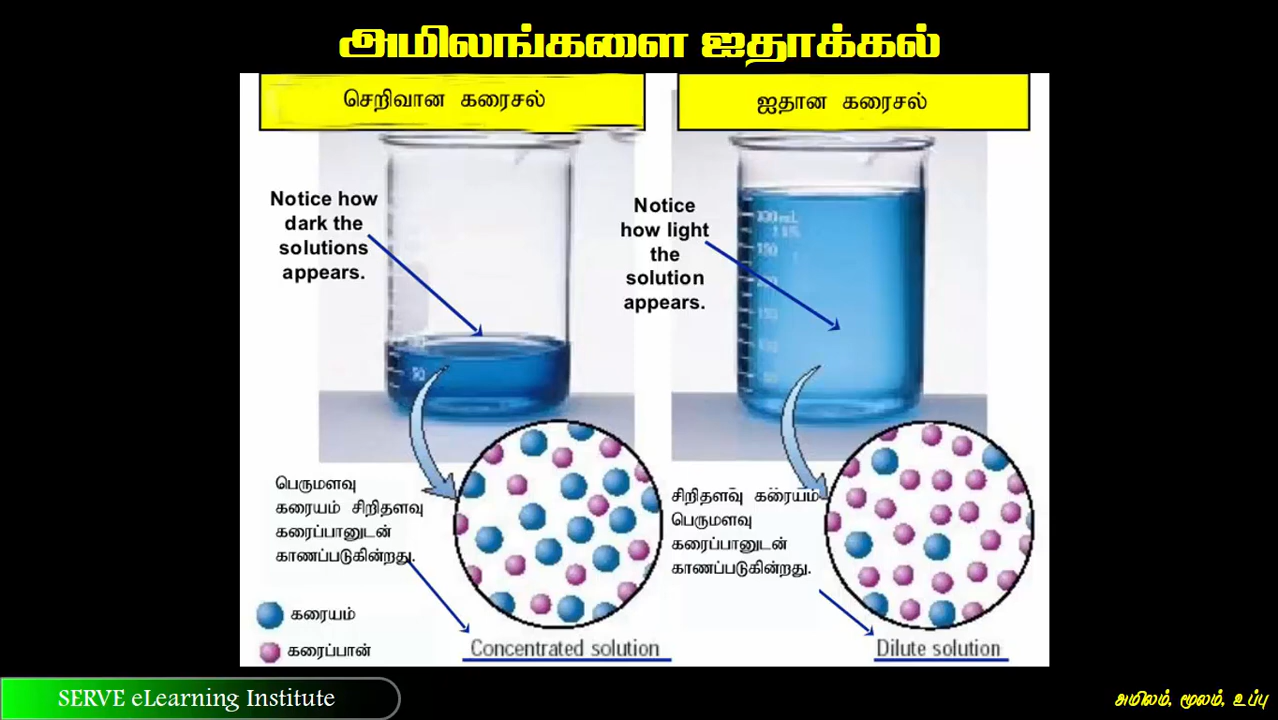 அமிலங்களை ஐதாக்கல்
செறிவான கரைசல்
Notice how
dark the
solutions
appears.
50
பெருமளவு
கரையம் சிறிதளவு
கரைப்பானுடன்
காணப்படுகின்றது.
கரையம்
கரைப்பான்
Concentrated solution
ஐதான கரைசல்
Notice
how light
the
solution
appears.
சிறிதளவு கரையம்
பெருமளவு
கரைப்பானுடன்
காணப்படுகின்றது.
Dilute solution
SERVE eLearning Institute
அமிலம், மூலம், உப்பு